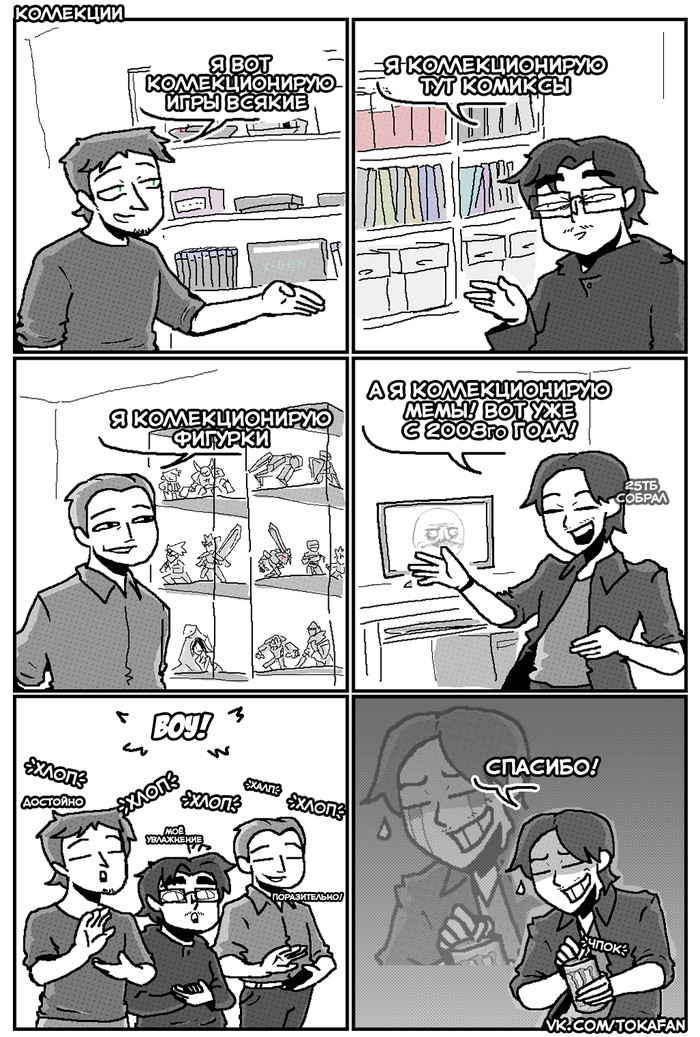 КОЛЛЕКЦИИ
Я ВОТ
КОЛЛЕКЦИОНИРУЮ
ИГРЫ ВСЯКИЕ
Я КОЛЛЕКЦИОНИРУЮ
ТУТ КОМИКСЫ
Я КОЛЛЕКЦИОНИРУЮ
ФИГУРКИ
А Я КОЛЛЕКЦИОНИРУЮ
МЕМЫ! ВОТ УЖЕ
С 2008го ГОДА!
25ТБ
СОБРАЛ
ВОУ!
ХЛОП
ДОСТОЙНО
ХЛОП
ХЛОП
ХАЛП
ХЛОП
МОЁ
УВЛАЖНЕНИЕ
ПОРАЗИТЕЛЬНО!
СПАСИБО!
ЧПОК
VK.COM/TOKAFAN